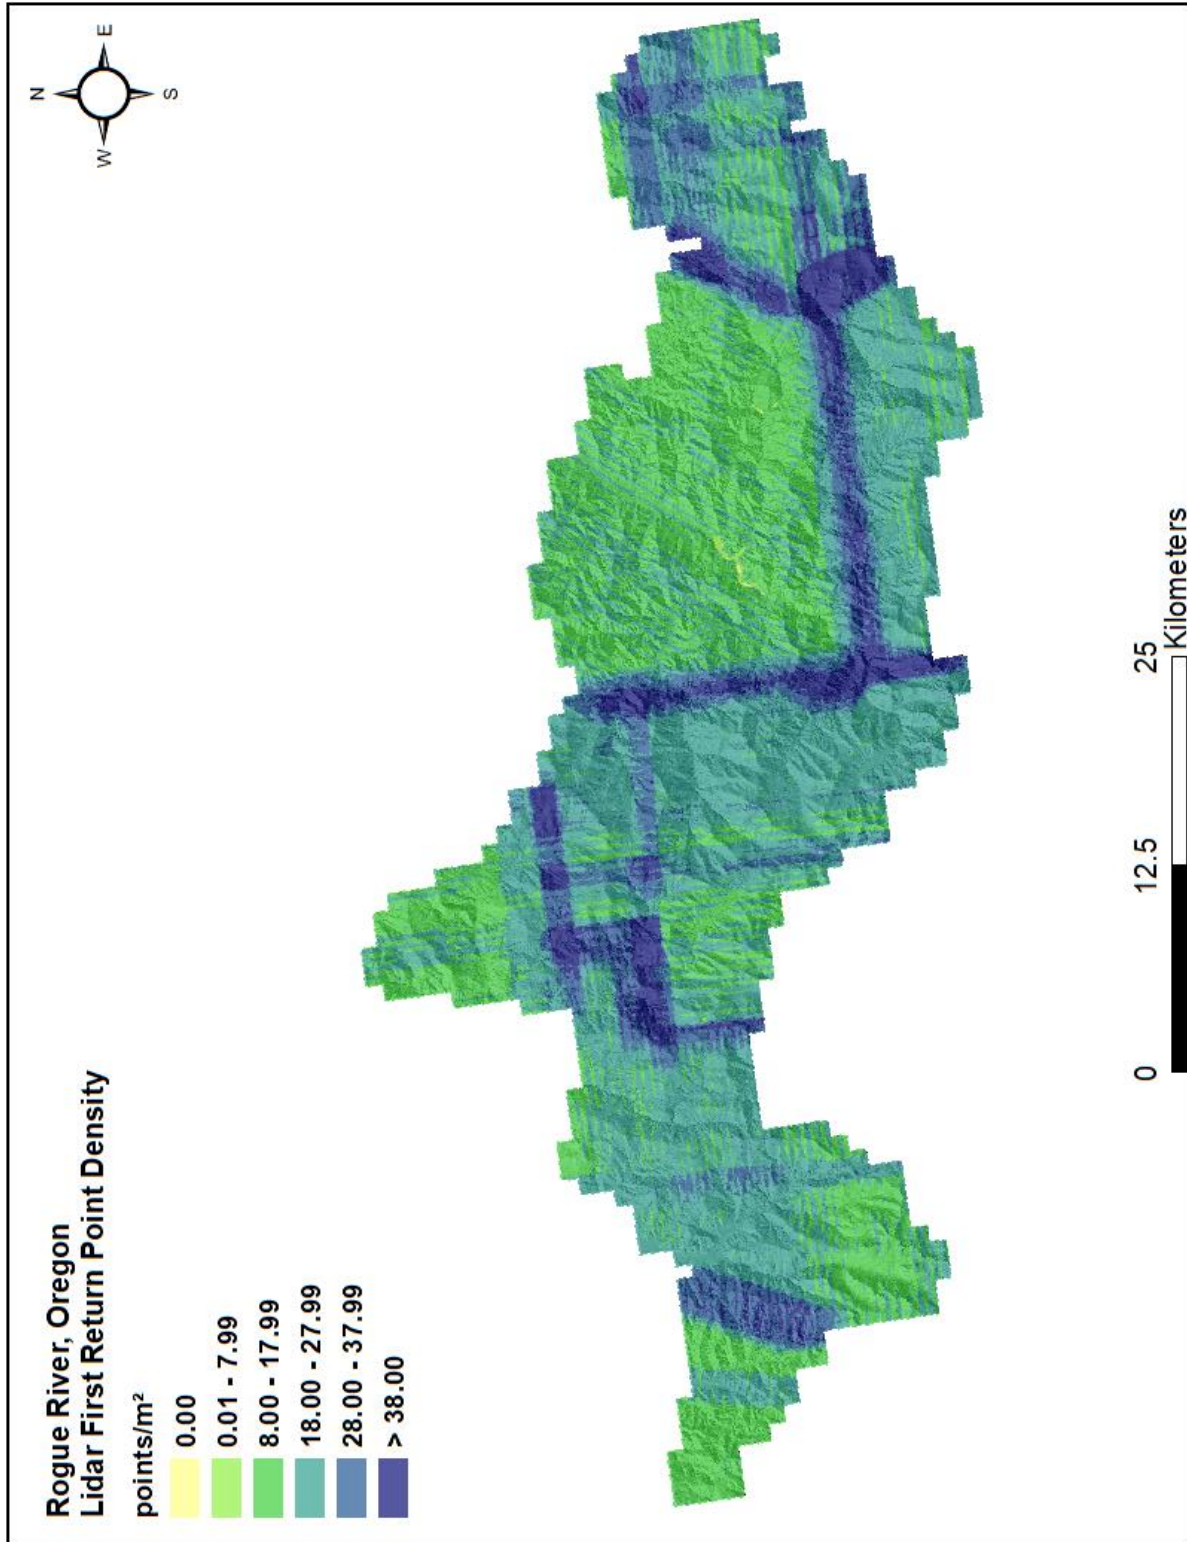 Rogue River, Oregon
Lidar First Return Point Density
points/m²
0.00
0.01 - 7.99
8.00 - 17.99
18.00 - 27.99
28.00 - 37.99
> 38.00
N
W E
S
0 12.5 25
Kilometers